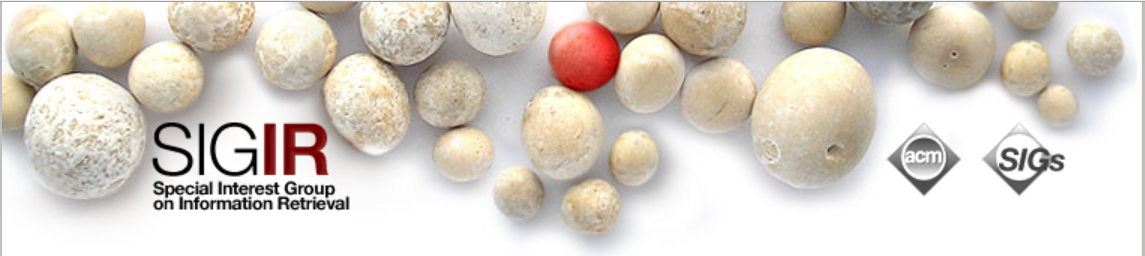 SIGIR
Special Interest Group
on Information Retrieval
acm
SIGs